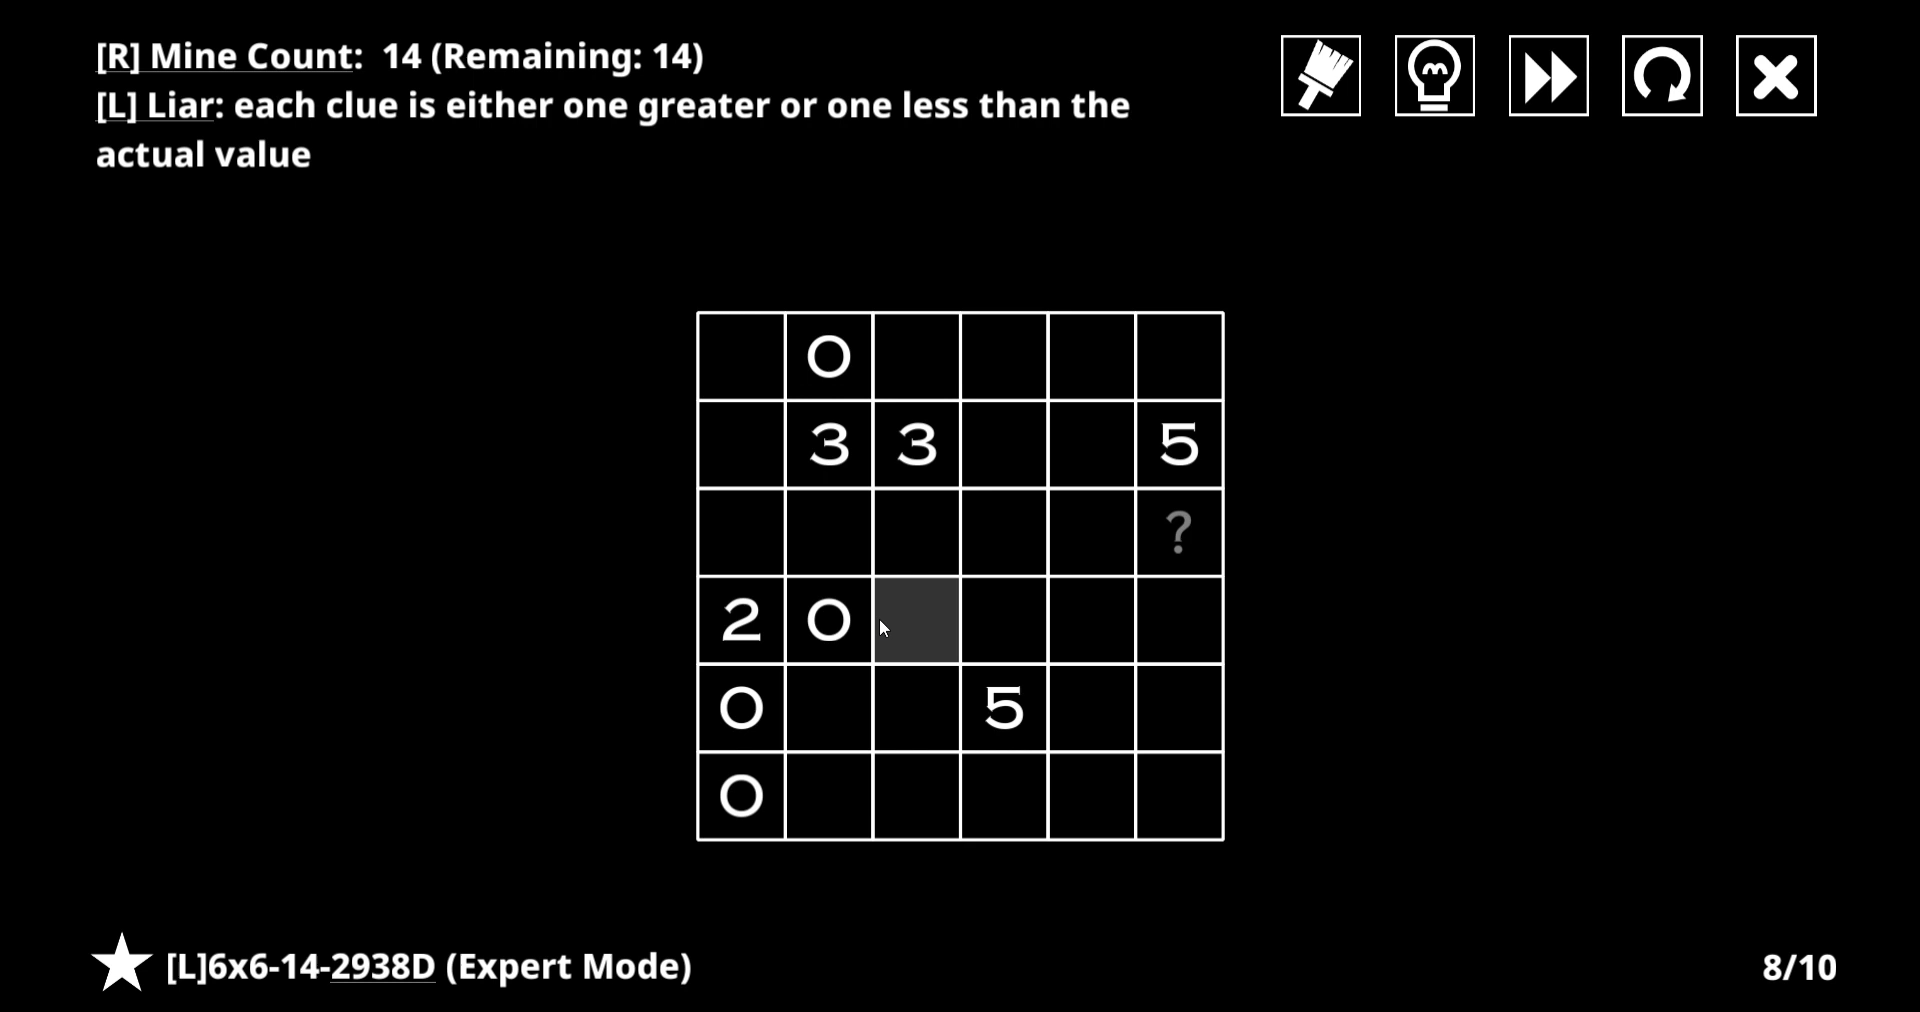 [R] Mine Count: 14 (Remaining: 14)
[L] Liar: each clue is either one greater or one less than the
actual value
0
3 3 5
?
2 0
0 5
0
[L]6x6-14-2938D (Expert Mode)
8/10